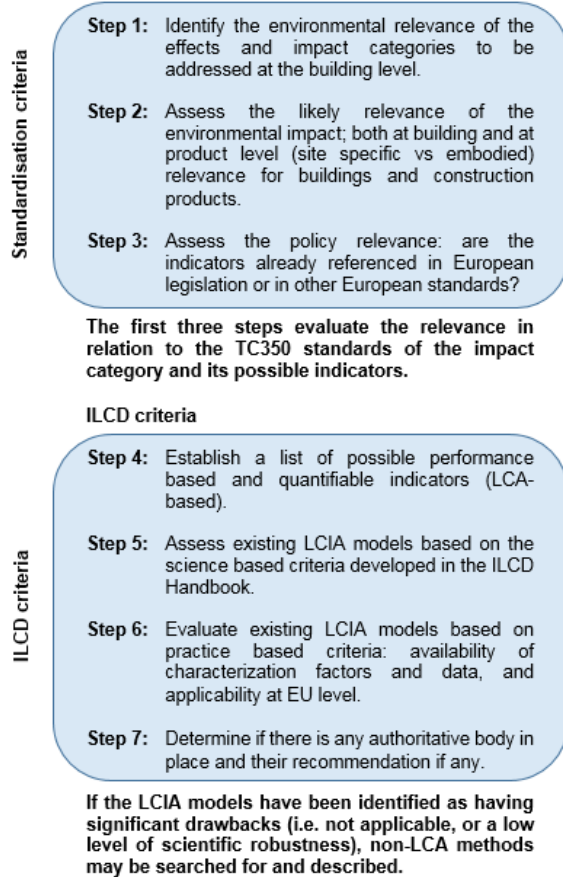 Standardisation criteria
Step 1: Identify the environmental relevance of the
effects and impact categories to be
addressed at the building level.
Step 2: Assess the likely relevance of the
environmental impact; both at building and at
product level (site specific vs embodied)
relevance for buildings and construction
products.
Step 3: Assess the policy relevance: are the
indicators already referenced in European
legislation or in other European standards?
The first three steps evaluate the relevance in
relation to the TC350 standards of the impact
category and its possible indicators.
ILCD criteria
ILCD criteria
Step 4: Establish a list of possible performance
based and quantifiable indicators (LCA-
based).
Step 5: Assess existing LCIA models based on the
science based criteria developed in the ILCD
Handbook.
Step 6: Evaluate existing LCIA models based on
practice based criteria: availability of
characterization factors and data, and
applicability at EU level.
Step 7: Determine if there is any authoritative body in
place and their recommendation if any.
If the LCIA models have been identified as having
significant drawbacks (i.e. not applicable, or a low
level of scientific robustness), non-LCA methods
may be searched for and described.